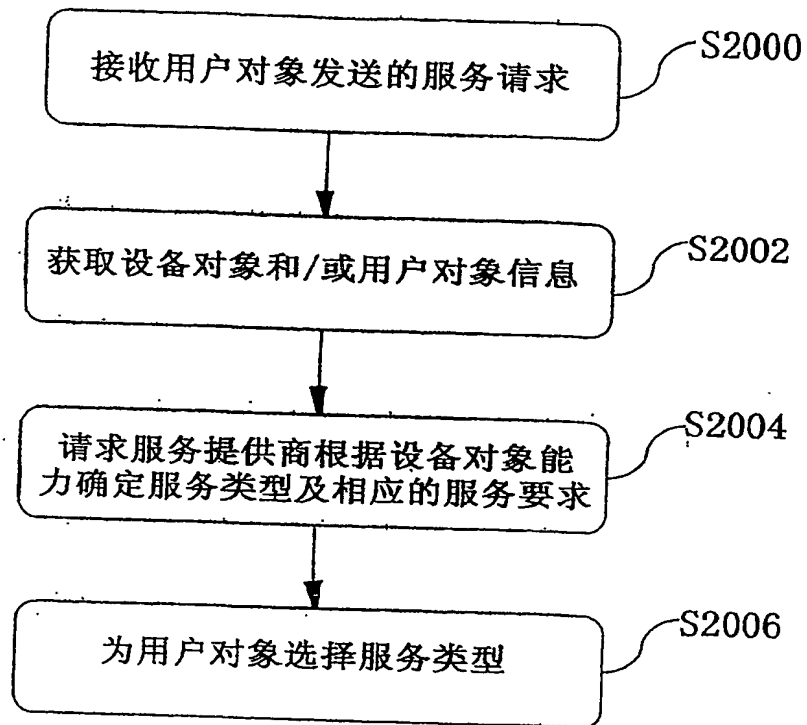 接收用户对象发送的服务请求
S2000
获取设备对象和/或用户对象信息
S2002
请求服务提供商根据设备对象能
力确定服务类型及相应的服务要求
S2004
为用户对象选择服务类型
S2006